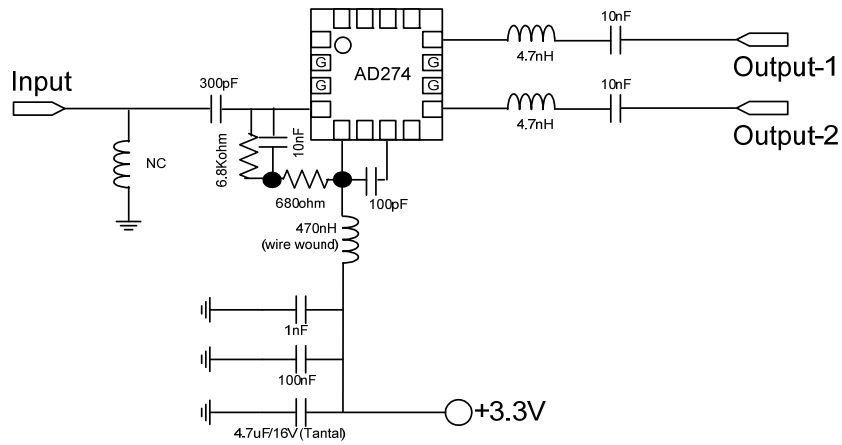 10nF
4.7nH
Output-1
G
G
AD274
G
G
Input
300pF
10nF
4.7nH
Output-2
NC
6.8Kohm
10nF
680ohm
100pF
470nH
(wire wound)
1nF
100nF
4.7uF/16V(Tantal)
+3.3V